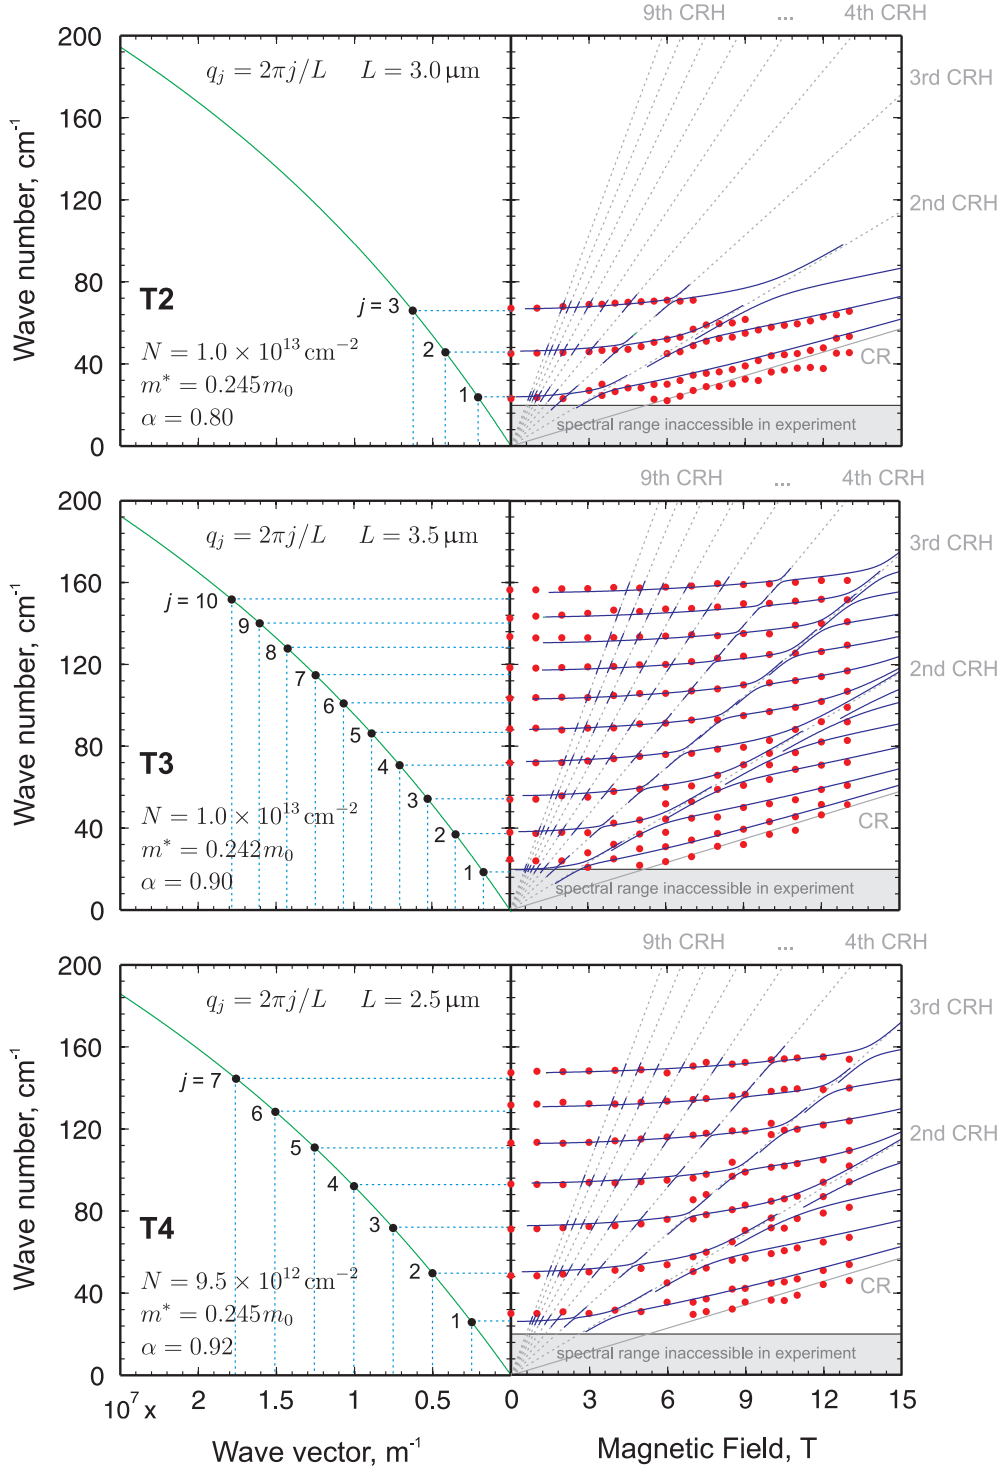 9th CRH ... 4th CRH
200
160
120
80
40
0
Wave number, cm⁻¹
q_j = 2πj/L L = 3.0 µm
3rd CRH
2nd CRH
T2
j = 3
2
1
N = 1.0 × 10¹³ cm⁻²
m* = 0.245m₀
α = 0.80
CR
spectral range inaccessible in experiment
9th CRH ... 4th CRH
200
160
120
80
40
0
Wave number, cm⁻¹
q_j = 2πj/L L = 3.5 µm
3rd CRH
2nd CRH
j = 10
9
8
7
6
5
4
3
2
1
T3
N = 1.0 × 10¹³ cm⁻²
m* = 0.242m₀
α = 0.90
CR
spectral range inaccessible in experiment
9th CRH ... 4th CRH
200
160
120
80
40
0
Wave number, cm⁻¹
q_j = 2πj/L L = 2.5 µm
3rd CRH
2nd CRH
j = 7
6
5
4
3
2
1
T4
N = 9.5 × 10¹² cm⁻²
m* = 0.245m₀
α = 0.92
CR
spectral range inaccessible in experiment
10⁷ x 2 1.5 1 0.5 0 3 6 9 12 15
Wave vector, m⁻¹ Magnetic Field, T